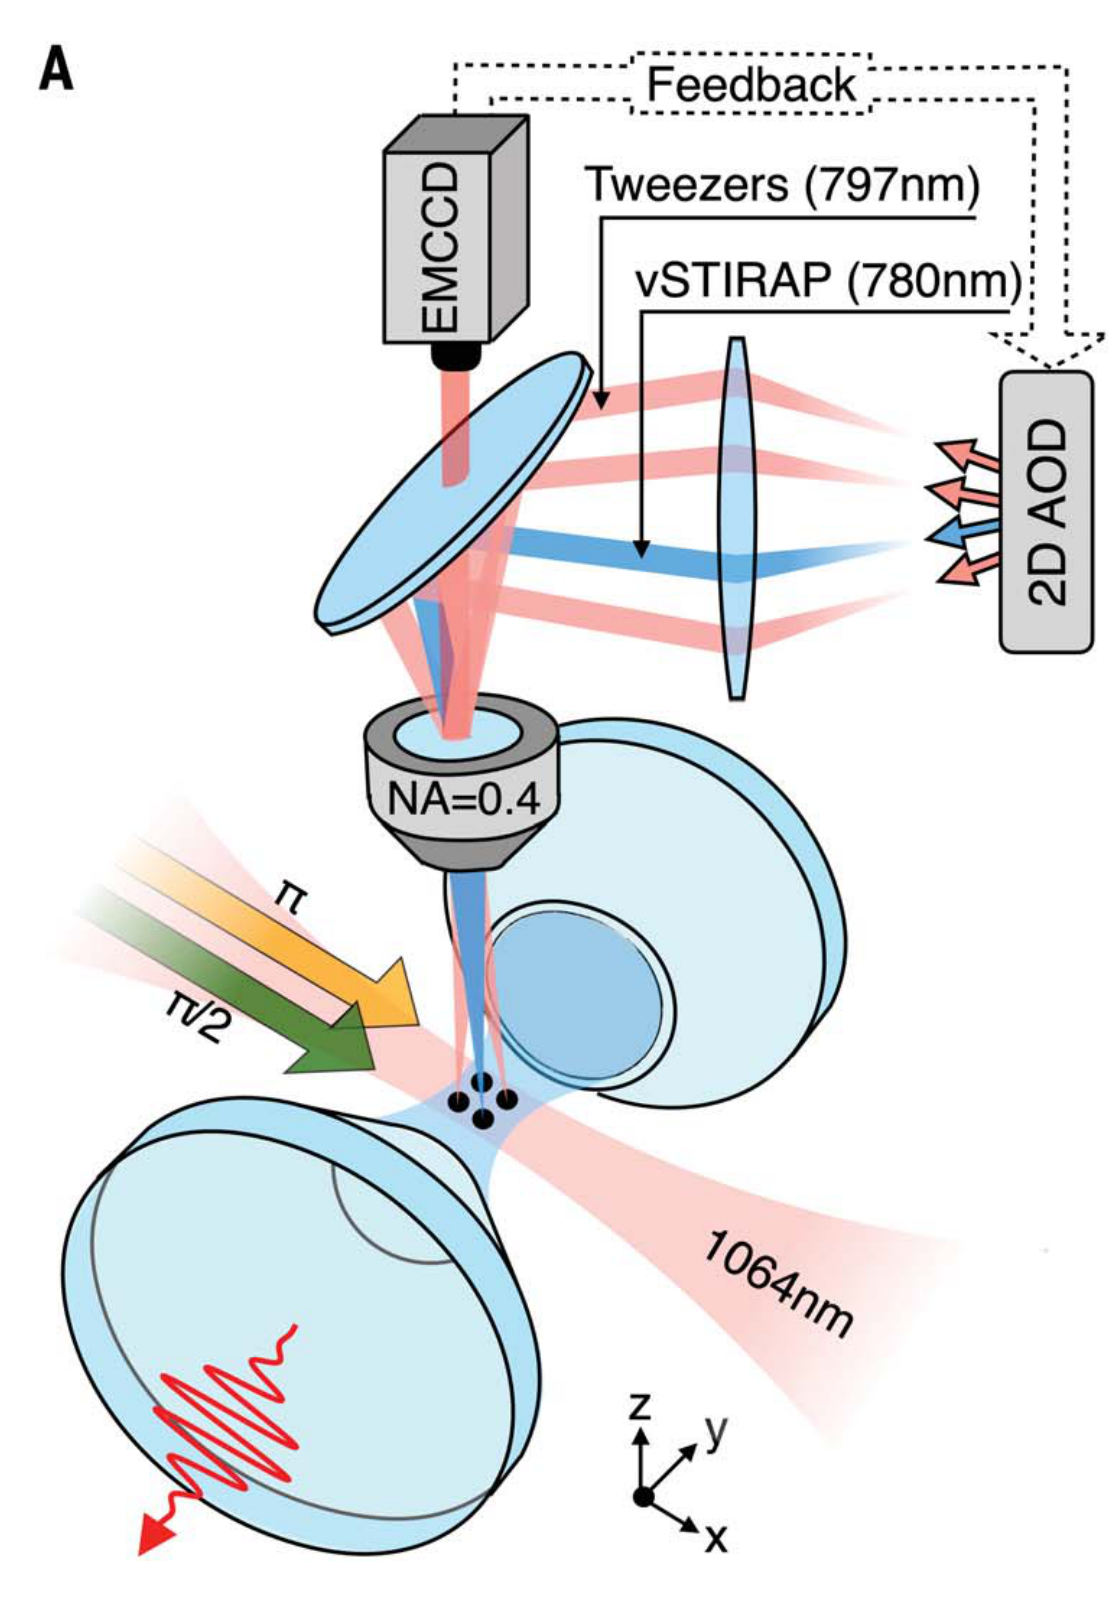 A
Feedback
Tweezers (797nm)
vSTIRAP (780nm)
EMCCD
2D AOD
NA=0.4
π
π/2
1064nm
z
y
x